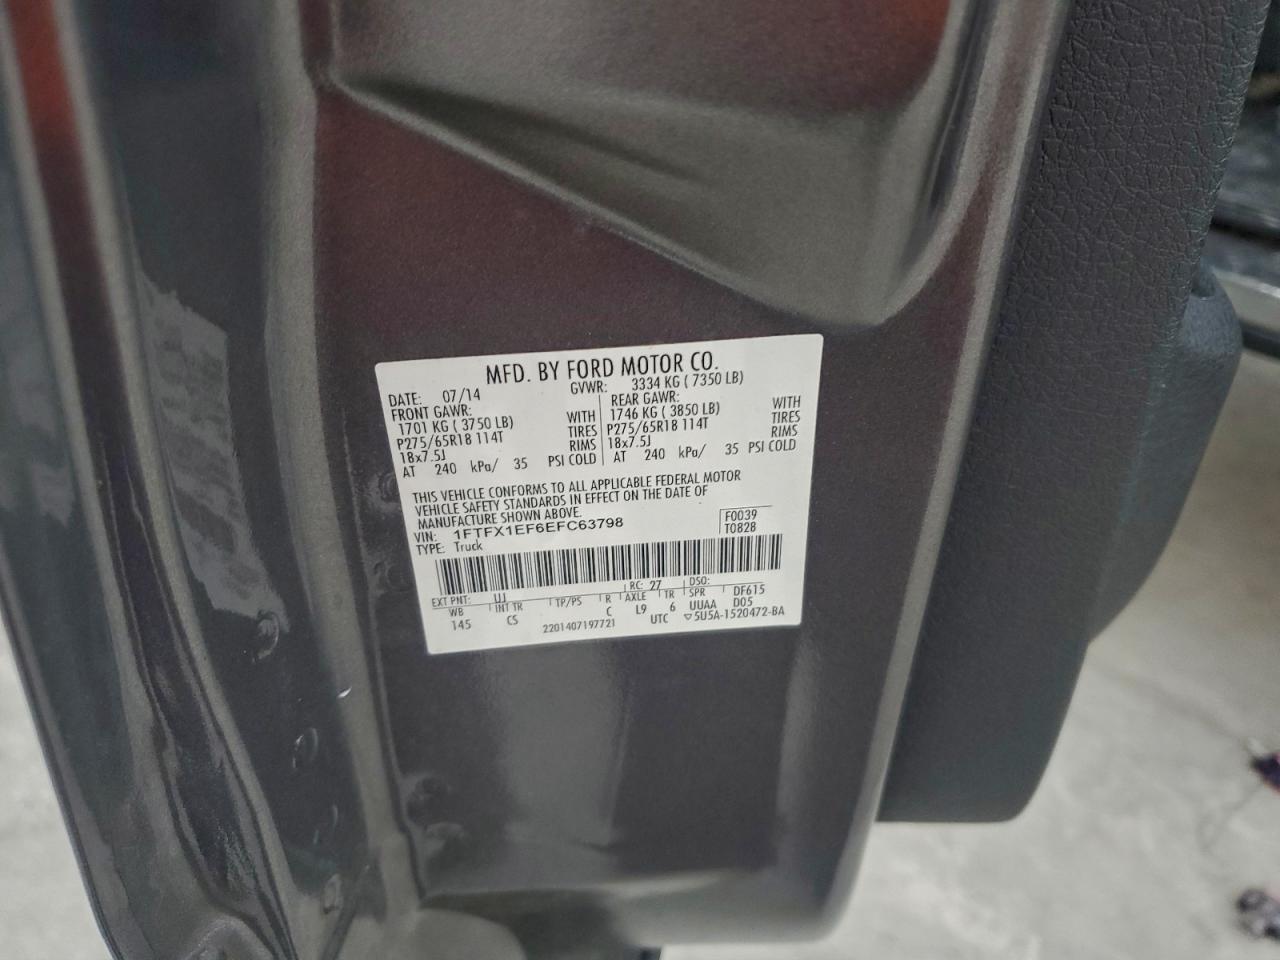 MFD. BY FORD MOTOR CO.
DATE: 07/14 GVWR: 3334 KG ( 7350 LB)
FRONT GAWR: REAR GAWR:
1701 KG ( 3750 LB) WITH 1746 KG ( 3850 LB) WITH
P275/65R18 114T TIRES P275/65R18 114T TIRES
18x7.5J RIMS 18x7.5J RIMS
AT 240 kPa/ 35 PSI COLD AT 240 kPa/ 35 PSI COLD
THIS VEHICLE CONFORMS TO ALL APPLICABLE FEDERAL MOTOR
VEHICLE SAFETY STANDARDS IN EFFECT ON THE DATE OF
MANUFACTURE SHOWN ABOVE.
VIN: 1FTFX1EF6EFC63798 F0039
TYPE: Truck T0828
EXT PNT: UJ RC: 27 DSO:
WB INT TR TP/PS R AXLE TR SPR DF615
145 CS C L9 6 UUAA D05
2201407197721 UTC ▽5U5A-1520472-BA